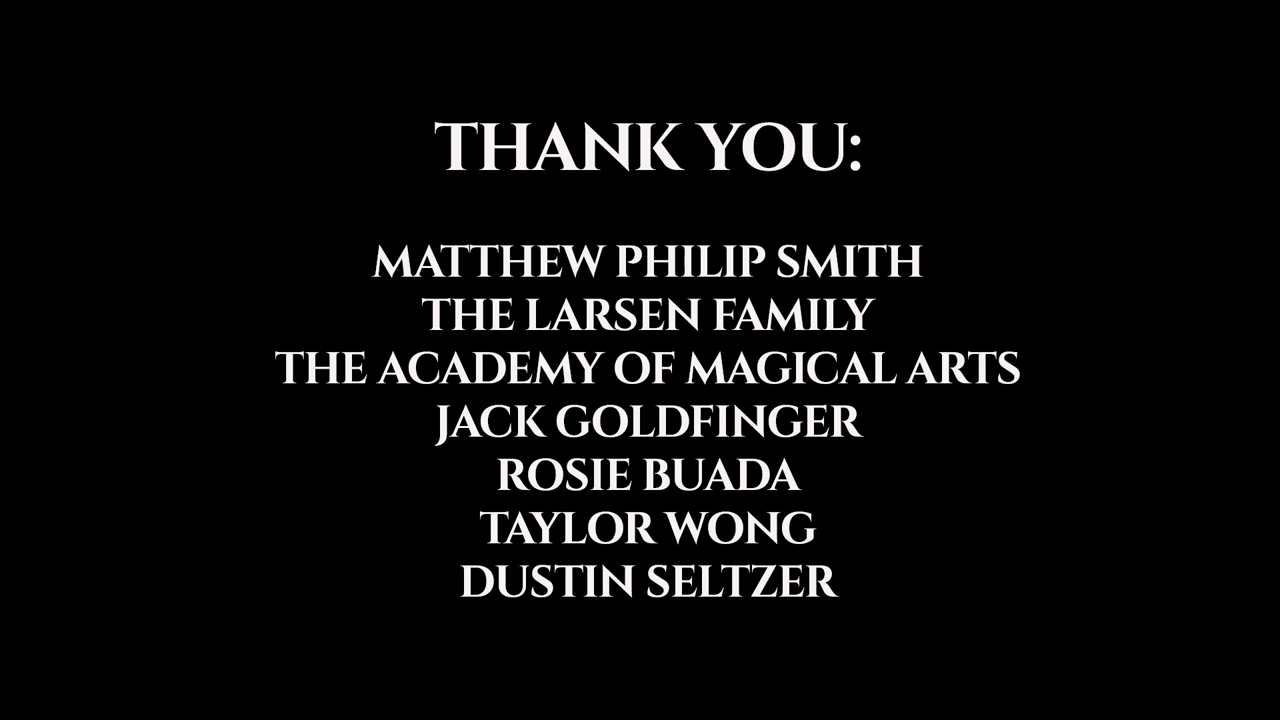 THANK YOU:
MATTHEW PHILIP SMITH
THE LARSEN FAMILY
THE ACADEMY OF MAGICAL ARTS
JACK GOLDFINGER
ROSIE BUADA
TAYLOR WONG
DUSTIN SELTZER